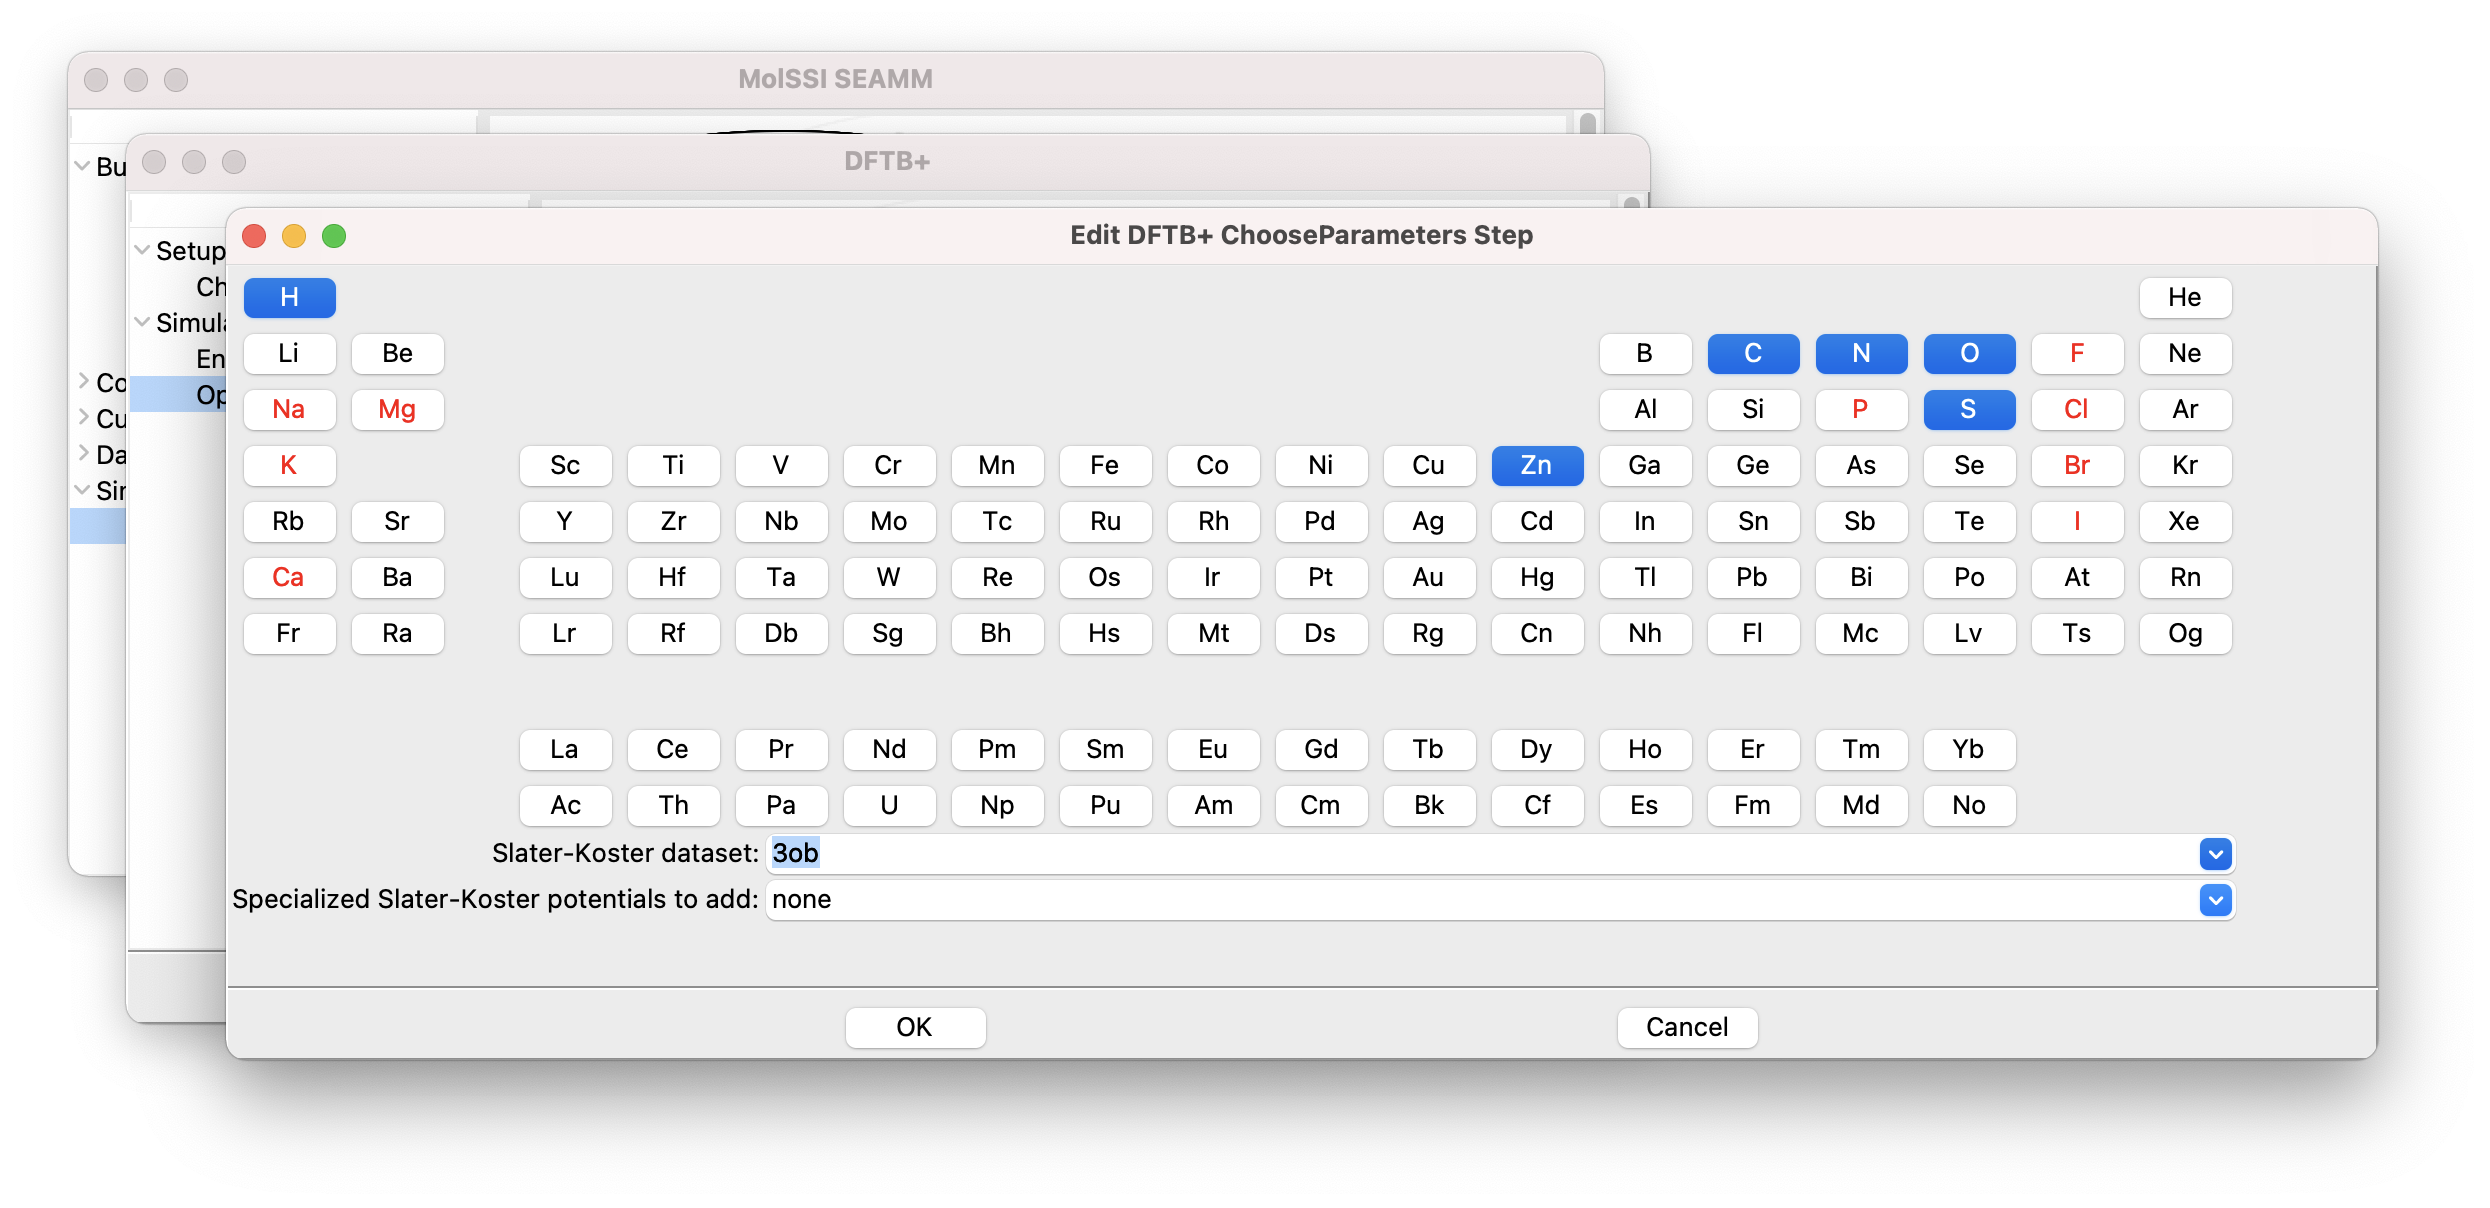 MolSSI SEAMM
DFTB+
Edit DFTB+ ChooseParameters Step
Bu
Co
Cu
Da
Sir
Setup
Ch
Simula
En
Op
H He
Li Be B C N O F Ne
Na Mg Al Si P S Cl Ar
K Sc Ti V Cr Mn Fe Co Ni Cu Zn Ga Ge As Se Br Kr
Rb Sr Y Zr Nb Mo Tc Ru Rh Pd Ag Cd In Sn Sb Te I Xe
Ca Ba Lu Hf Ta W Re Os Ir Pt Au Hg Tl Pb Bi Po At Rn
Fr Ra Lr Rf Db Sg Bh Hs Mt Ds Rg Cn Nh Fl Mc Lv Ts Og
La Ce Pr Nd Pm Sm Eu Gd Tb Dy Ho Er Tm Yb
Ac Th Pa U Np Pu Am Cm Bk Cf Es Fm Md No
Slater-Koster dataset: 3ob
Specialized Slater-Koster potentials to add: none
OK Cancel